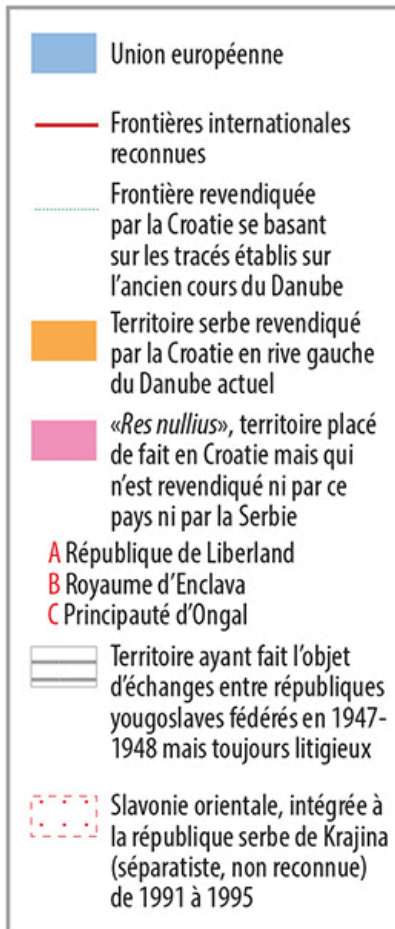 Union européenne
Frontières internationales
reconnues
Frontière revendiquée
par la Croatie se basant
sur les tracés établis sur
l’ancien cours du Danube
Territoire serbe revendiqué
par la Croatie en rive gauche
du Danube actuel
«Res nullius», territoire placé
de fait en Croatie mais qui
n’est revendiqué ni par ce
pays ni par la Serbie
A République de Liberland
B Royaume d’Enclava
C Principauté d’Ongal
Territoire ayant fait l’objet
d’échanges entre républiques
yougoslaves fédérés en 1947-
1948 mais toujours litigieux
Slavonie orientale, intégrée à
la république serbe de Krajina
(séparatiste, non reconnue)
de 1991 à 1995